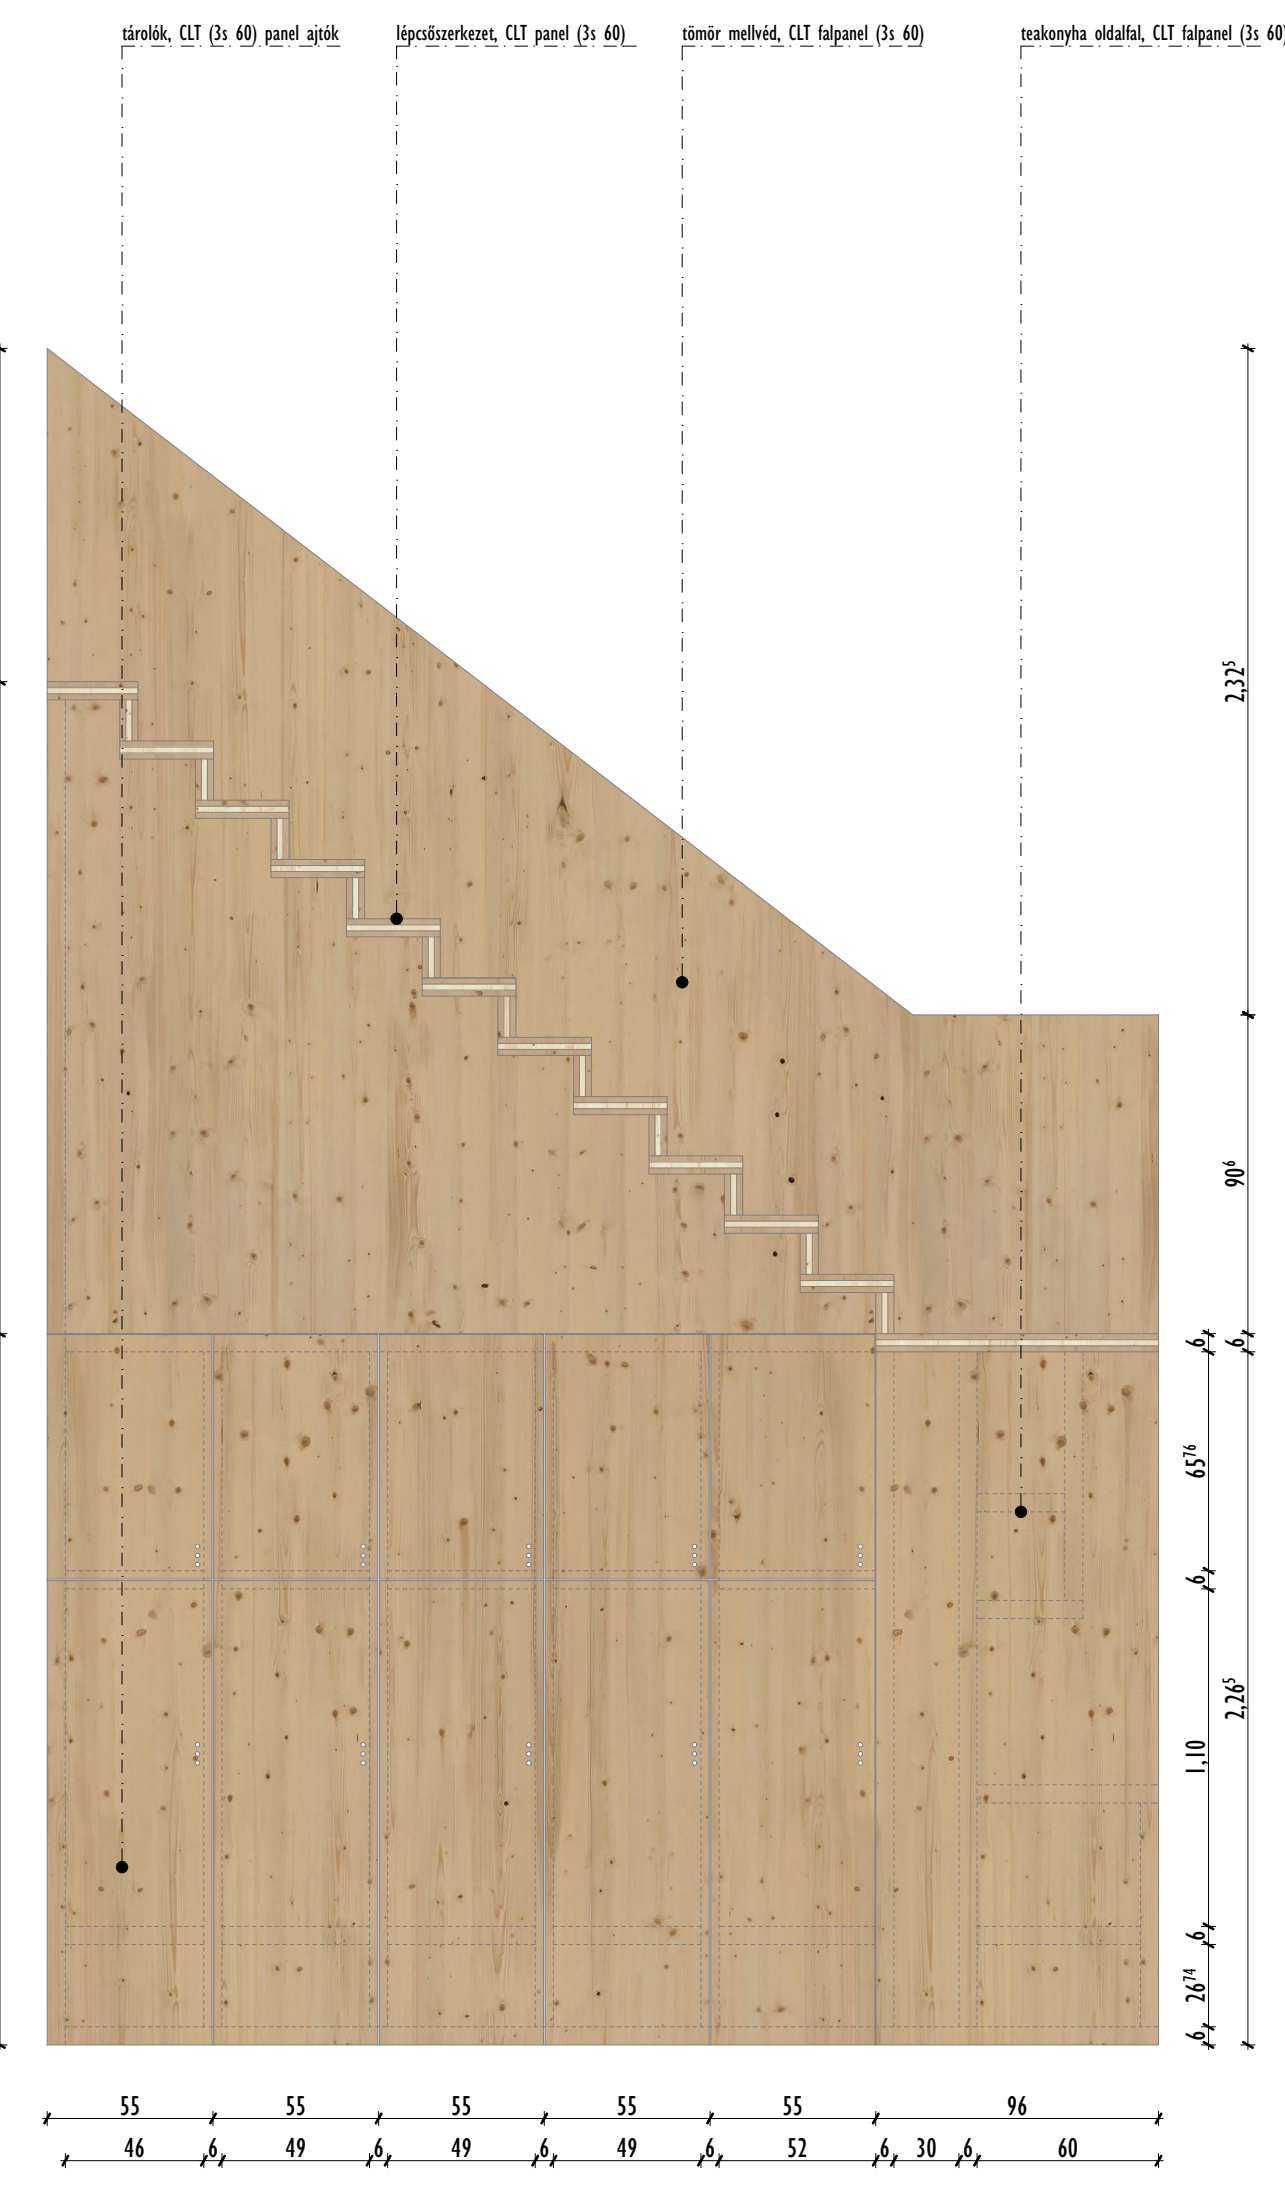 tárolók, CLT (3s 60) panel ajtók
lépcsőszerkezet, CLT panel (3s 60)
tömör mellvéd, CLT falpanel (3s 60)
teakonyha oldalfal, CLT falpanel (3s 60)
2,32⁵
90⁶
6
6
65⁷⁶
6
2,26⁵
1,10
6
26⁷⁴
6
55 55 55 55 55 96
46 6 49 6 49 6 49 6 52 6 30 6 60